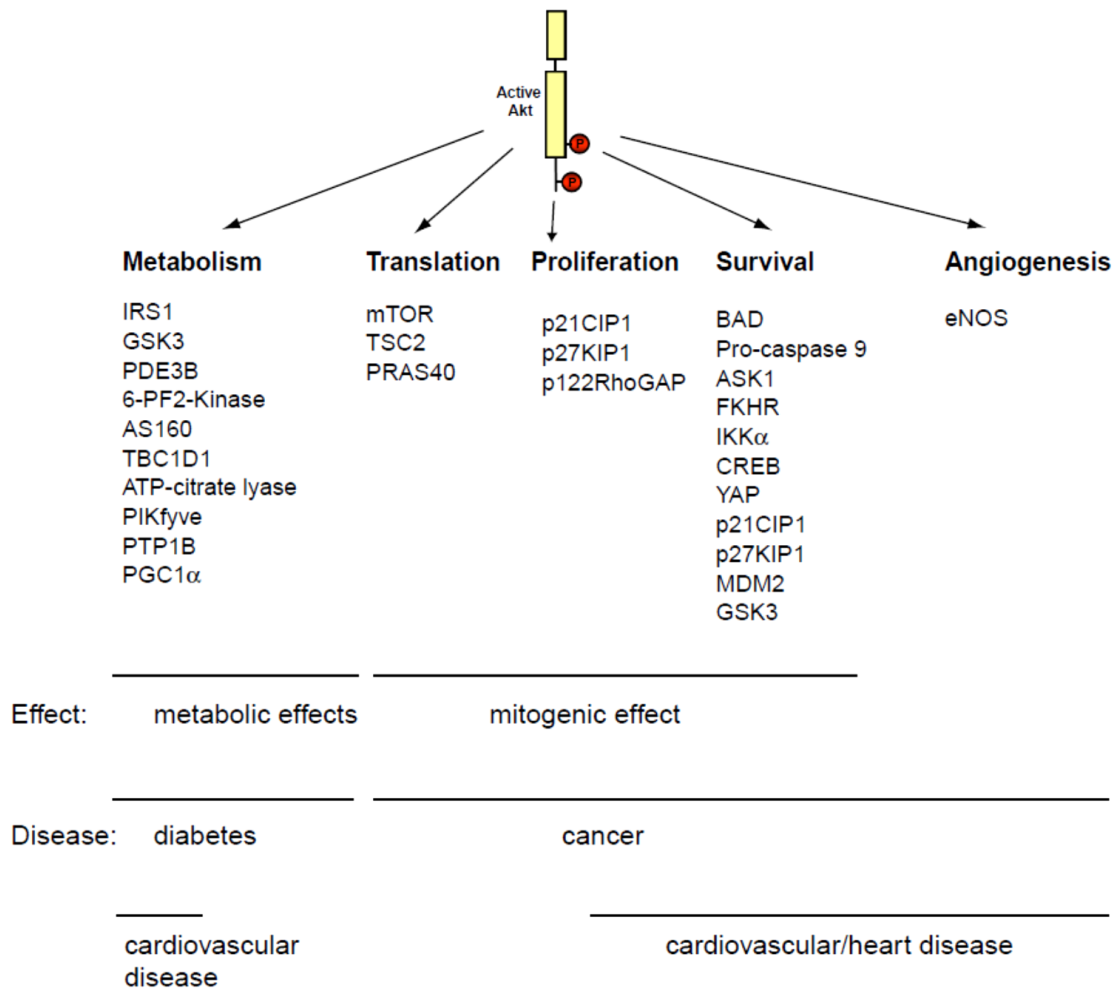 Active
Akt
P
P
Metabolism
IRS1
GSK3
PDE3B
6-PF2-Kinase
AS160
TBC1D1
ATP-citrate lyase
PIKfyve
PTP1B
PGC1α
Translation
mTOR
TSC2
PRAS40
Proliferation
p21CIP1
p27KIP1
p122RhoGAP
Survival
BAD
Pro-caspase 9
ASK1
FKHR
IKKα
CREB
YAP
p21CIP1
p27KIP1
MDM2
GSK3
Angiogenesis
eNOS
Effect: metabolic effects mitogenic effect
Disease: diabetes cancer
cardiovascular
disease
cardiovascular/heart disease